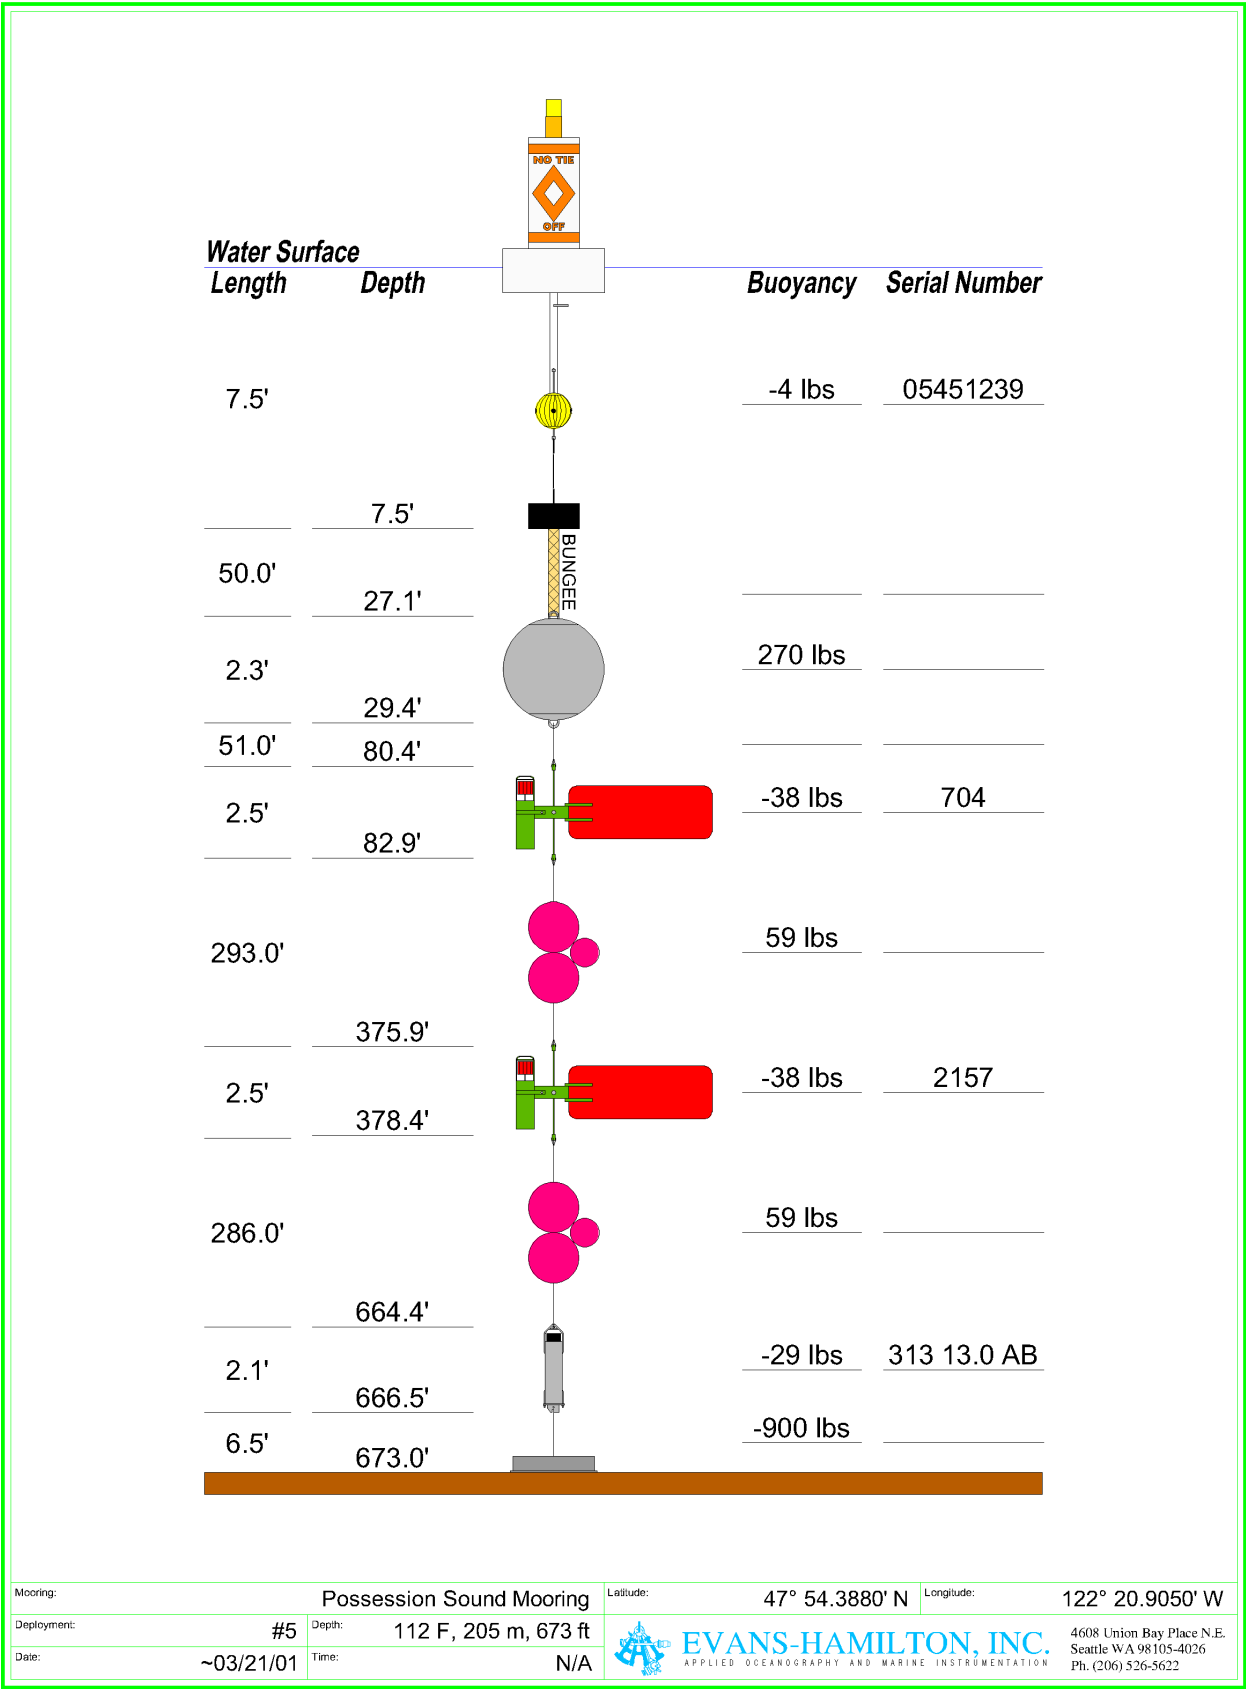 NO TIE
OFF
Water Surface
Length Depth Buoyancy Serial Number
7.5' -4 lbs 05451239
7.5'
BUNGEE
50.0'
27.1'
2.3' 270 lbs
29.4'
51.0' 80.4'
2.5' -38 lbs 704
82.9'
293.0' 59 lbs
375.9'
2.5' -38 lbs 2157
378.4'
286.0' 59 lbs
664.4'
2.1' -29 lbs 313 13.0 AB
666.5'
-900 lbs
6.5' 673.0'
Mooring: Possession Sound Mooring Latitude: 47° 54.3880' N Longitude: 122° 20.9050' W
Deployment: #5 Depth: 112 F, 205 m, 673 ft
Date: ~03/21/01 Time: N/A
EVANS-HAMILTON, INC.
APPLIED OCEANOGRAPHY AND MARINE INSTRUMENTATION
4608 Union Bay Place N.E.
Seattle WA 98105-4026
Ph. (206) 526-5622